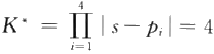 K* = ∏_{i=1}^{4} | s - p_i | = 4